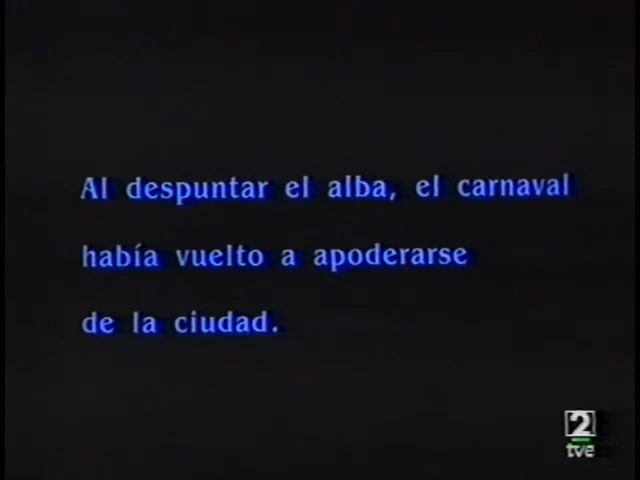 Al despuntar el alba, el carnaval
había vuelto a apoderarse
de la ciudad.
2
tve